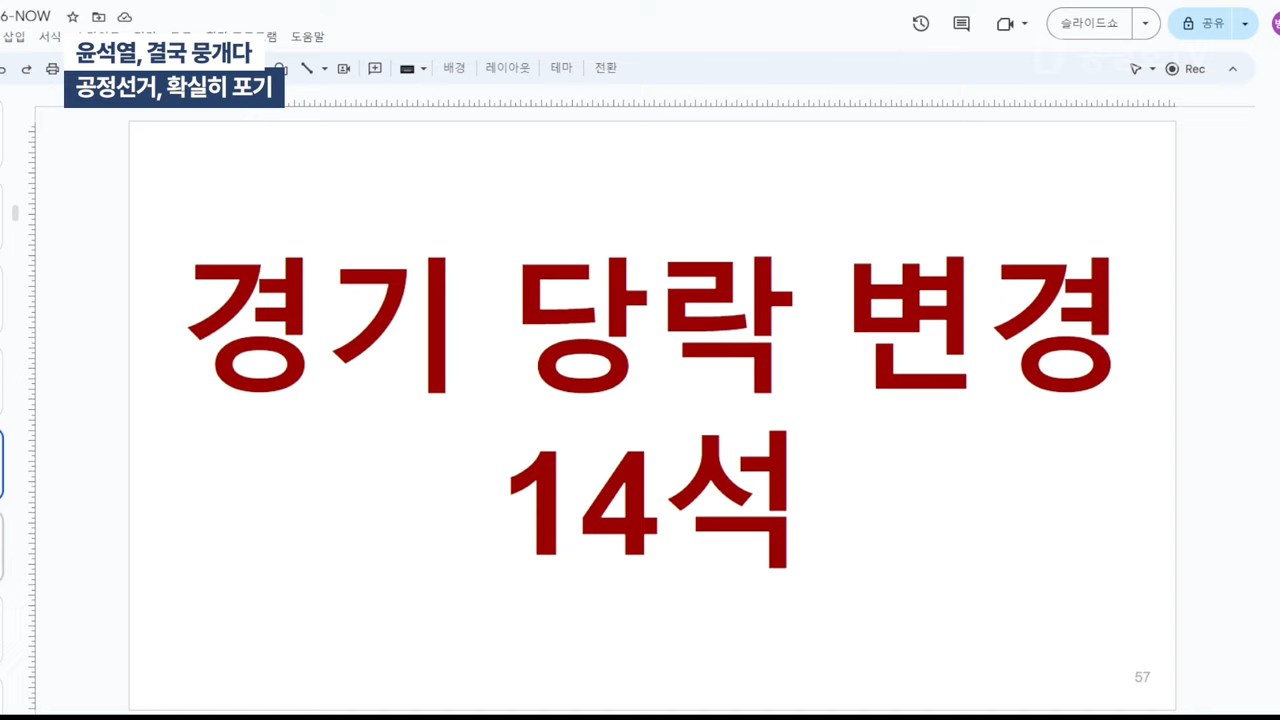 6-NOW
슬라이드쇼
공유
삽입 서식 도움말
윤석열, 결국 뭉개다
공정선거, 확실히 포기
배경 레이아웃 테마 전환
Rec
경기 당락 변경
14석
57